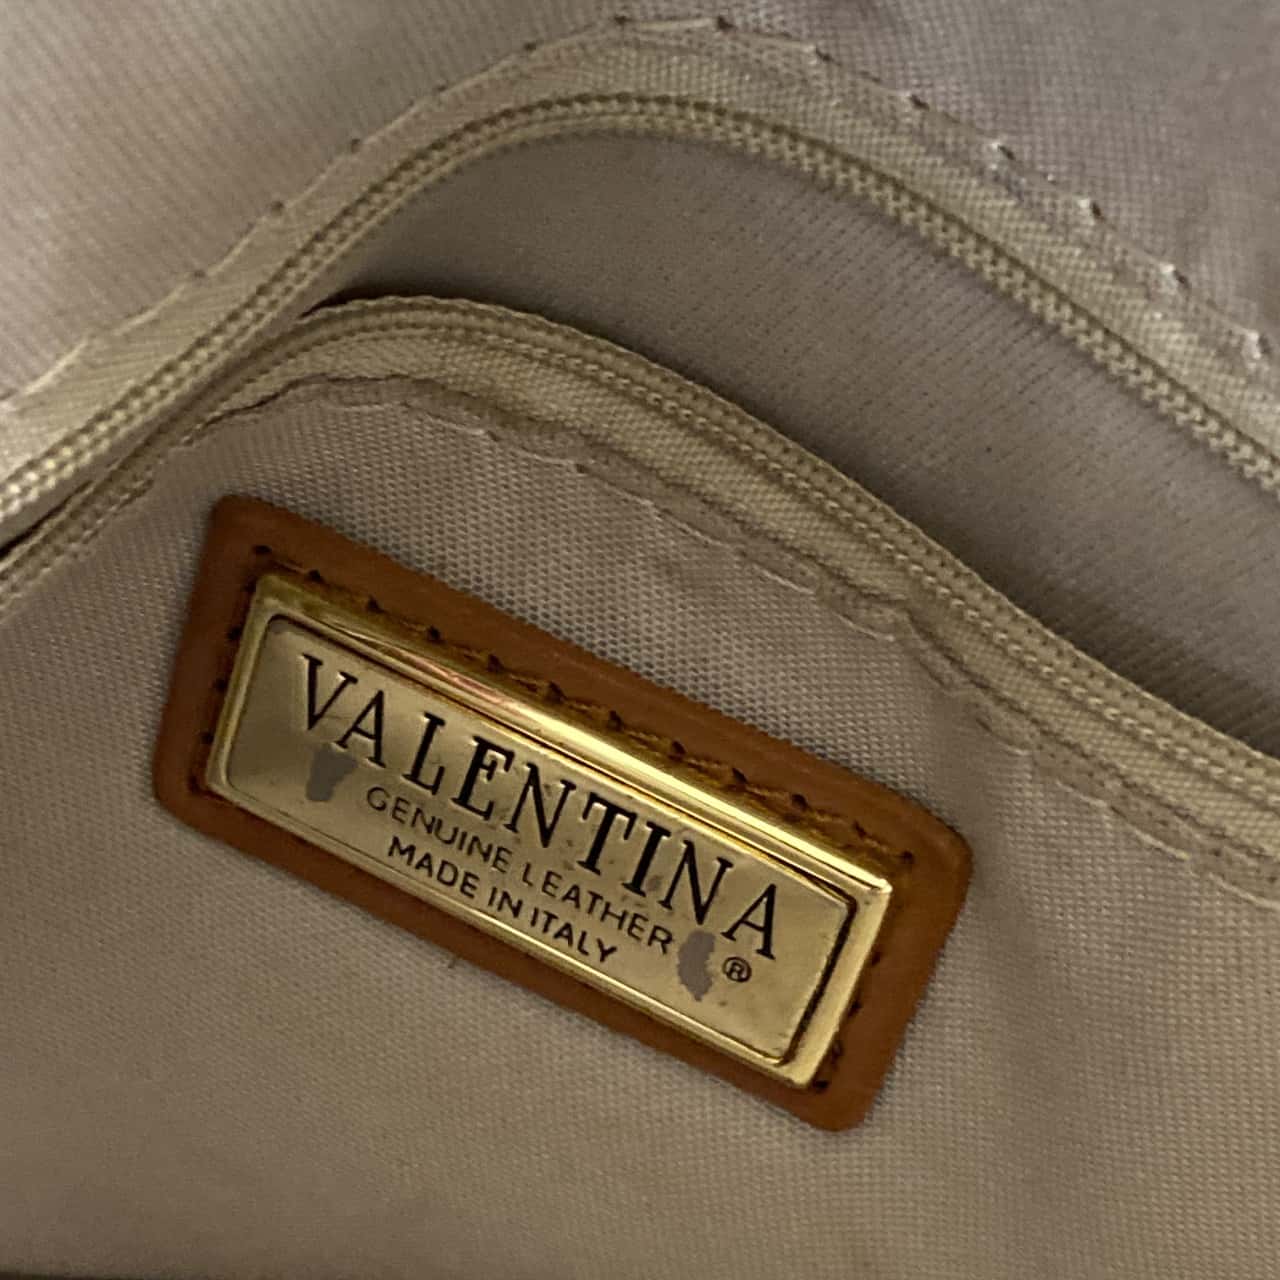 VALENTINA
GENUINE LEATHER
MADE IN ITALY ®